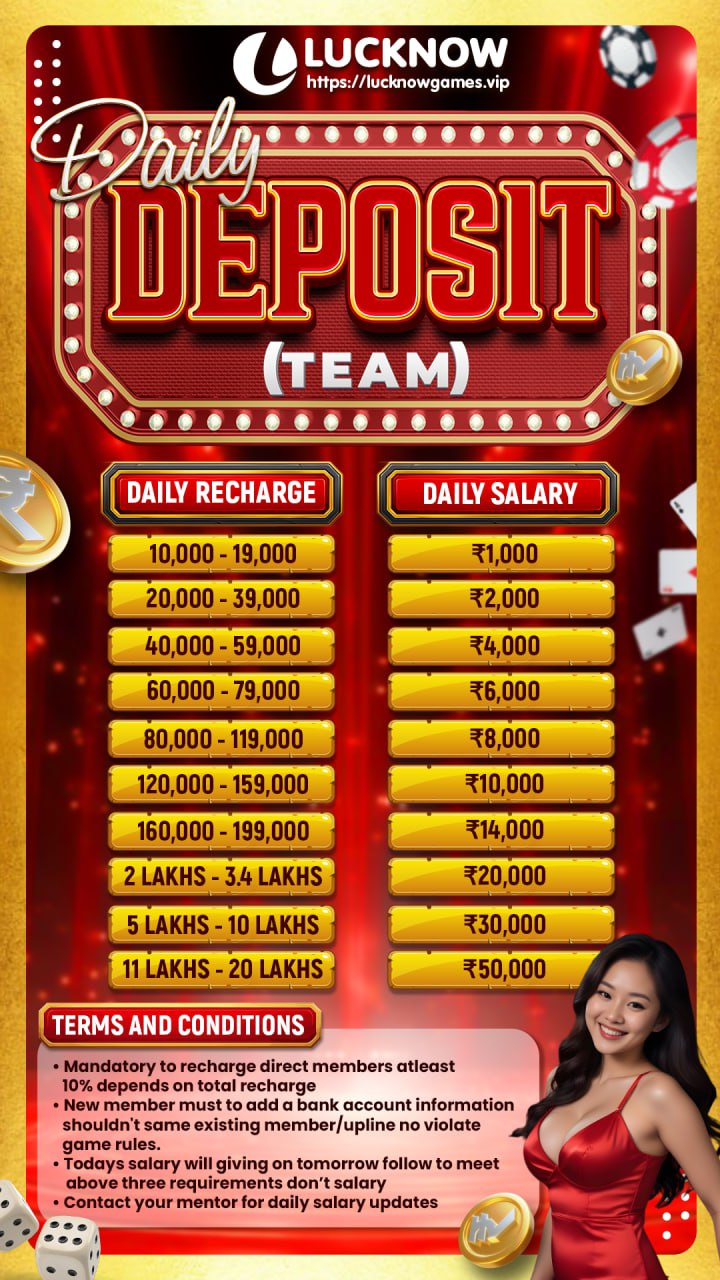 LUCKNOW
https://lucknowgames.vip
Daily
DEPOSIT
(TEAM)
DAILY RECHARGE DAILY SALARY
10,000 - 19,000 ₹1,000
20,000 - 39,000 ₹2,000
40,000 - 59,000 ₹4,000
60,000 - 79,000 ₹6,000
80,000 - 119,000 ₹8,000
120,000 - 159,000 ₹10,000
160,000 - 199,000 ₹14,000
2 LAKHS - 3.4 LAKHS ₹20,000
5 LAKHS - 10 LAKHS ₹30,000
11 LAKHS - 20 LAKHS ₹50,000
TERMS AND CONDITIONS
• Mandatory to recharge direct members atleast
10% depends on total recharge
• New member must to add a bank account information
shouldn't same existing member/upline no violate
game rules.
• Todays salary will giving on tomorrow follow to meet
above three requirements don't salary
• Contact your mentor for daily salary updates